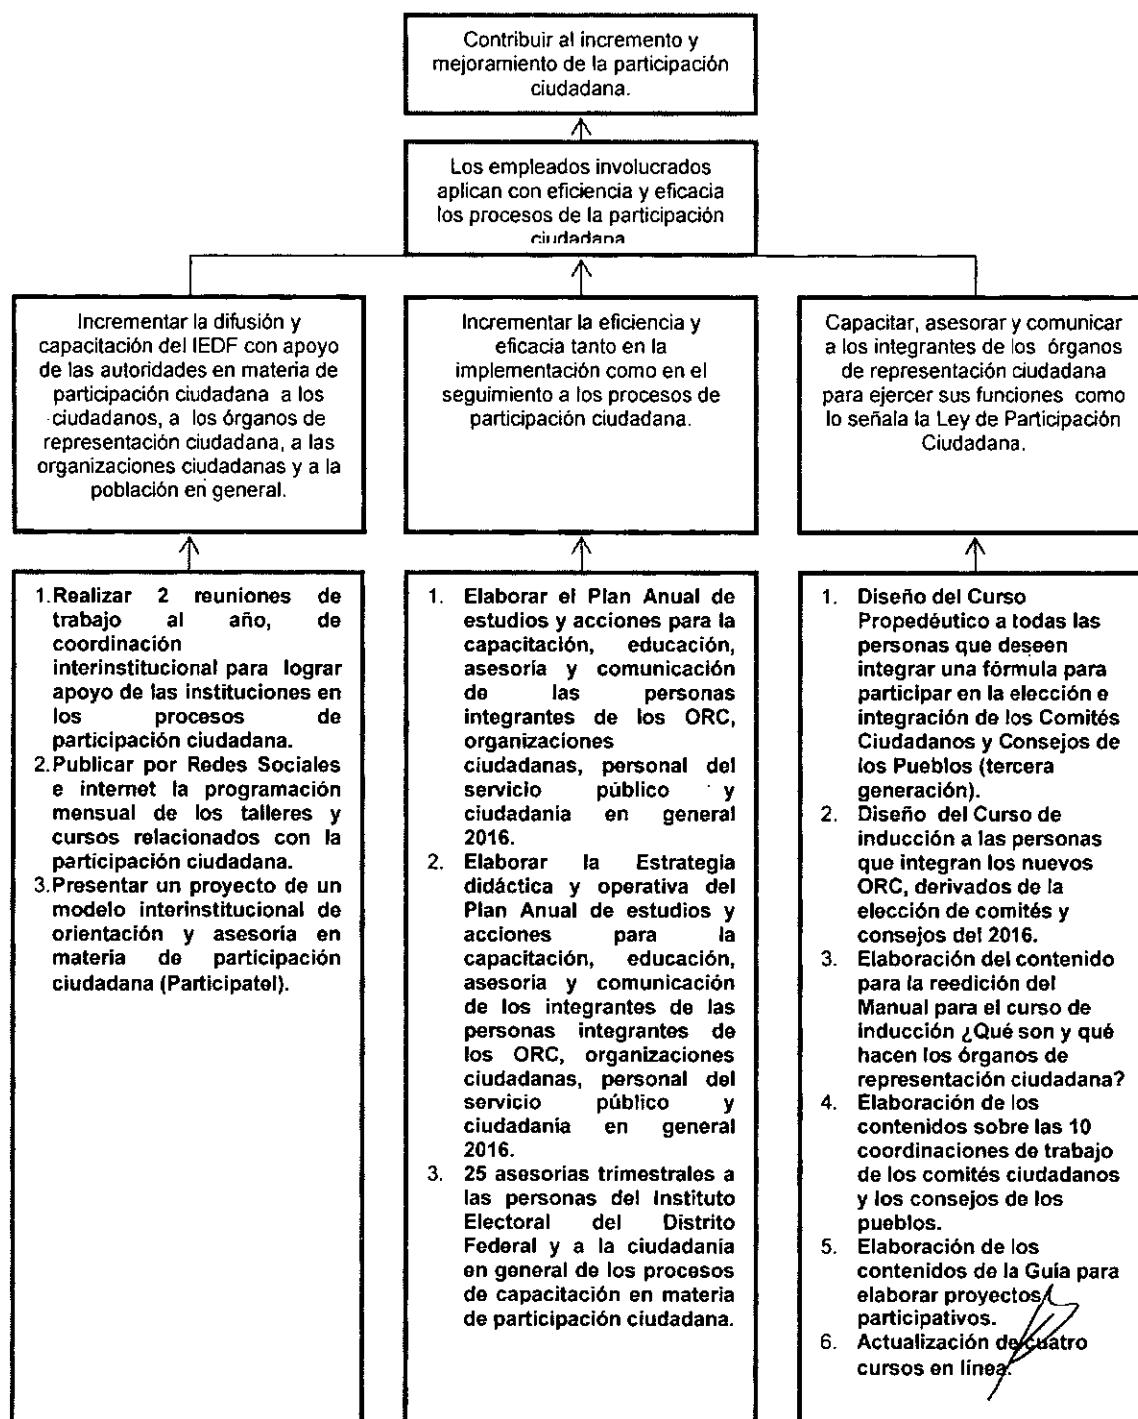 Contribuir al incremento y
mejoramiento de la participación
ciudadana.
Los empleados involucrados
aplican con eficiencia y eficacia
los procesos de la participación
ciudadana
Incrementar la difusión y
capacitación del IEDF con apoyo
de las autoridades en materia de
participación ciudadana a los
ciudadanos, a los órganos de
representación ciudadana, a las
organizaciones ciudadanas y a la
población en general.
Incrementar la eficiencia y
eficacia tanto en la
implementación como en el
seguimiento a los procesos de
participación ciudadana.
Capacitar, asesorar y comunicar
a los integrantes de los órganos
de representación ciudadana
para ejercer sus funciones como
lo señala la Ley de Participación
Ciudadana.
1.Realizar 2 reuniones de
trabajo al año, de
coordinación
interinstitucional para lograr
apoyo de las instituciones en
los procesos de
participación ciudadana.
2.Publicar por Redes Sociales
e internet la programación
mensual de los talleres y
cursos relacionados con la
participación ciudadana.
3.Presentar un proyecto de un
modelo interinstitucional de
orientación y asesoría en
materia de participación
ciudadana (Participatel).
1. Elaborar el Plan Anual de
estudios y acciones para la
capacitación, educación,
asesoría y comunicación
de las personas
integrantes de los ORC,
organizaciones
ciudadanas, personal del
servicio público y
ciudadanía en general
2016.
2. Elaborar la Estrategia
didáctica y operativa del
Plan Anual de estudios y
acciones para la
capacitación, educación,
asesoría y comunicación
de los integrantes de las
personas integrantes de
los ORC, organizaciones
ciudadanas, personal del
servicio público y
ciudadanía en general
2016.
3. 25 asesorías trimestrales a
las personas del Instituto
Electoral del Distrito
Federal y a la ciudadanía
en general de los procesos
de capacitación en materia
de participación ciudadana.
1. Diseño del Curso
Propedéutico a todas las
personas que deseen
integrar una fórmula para
participar en la elección e
integración de los Comités
Ciudadanos y Consejos de
los Pueblos (tercera
generación).
2. Diseño del Curso de
inducción a las personas
que integran los nuevos
ORC, derivados de la
elección de comités y
consejos del 2016.
3. Elaboración del contenido
para la reedición del
Manual para el curso de
inducción ¿Qué son y qué
hacen los órganos de
representación ciudadana?
4. Elaboración de los
contenidos sobre las 10
coordinaciones de trabajo
de los comités ciudadanos
y los consejos de los
pueblos.
5. Elaboración de los
contenidos de la Guía para
elaborar proyectos
participativos.
6. Actualización de cuatro
cursos en línea.